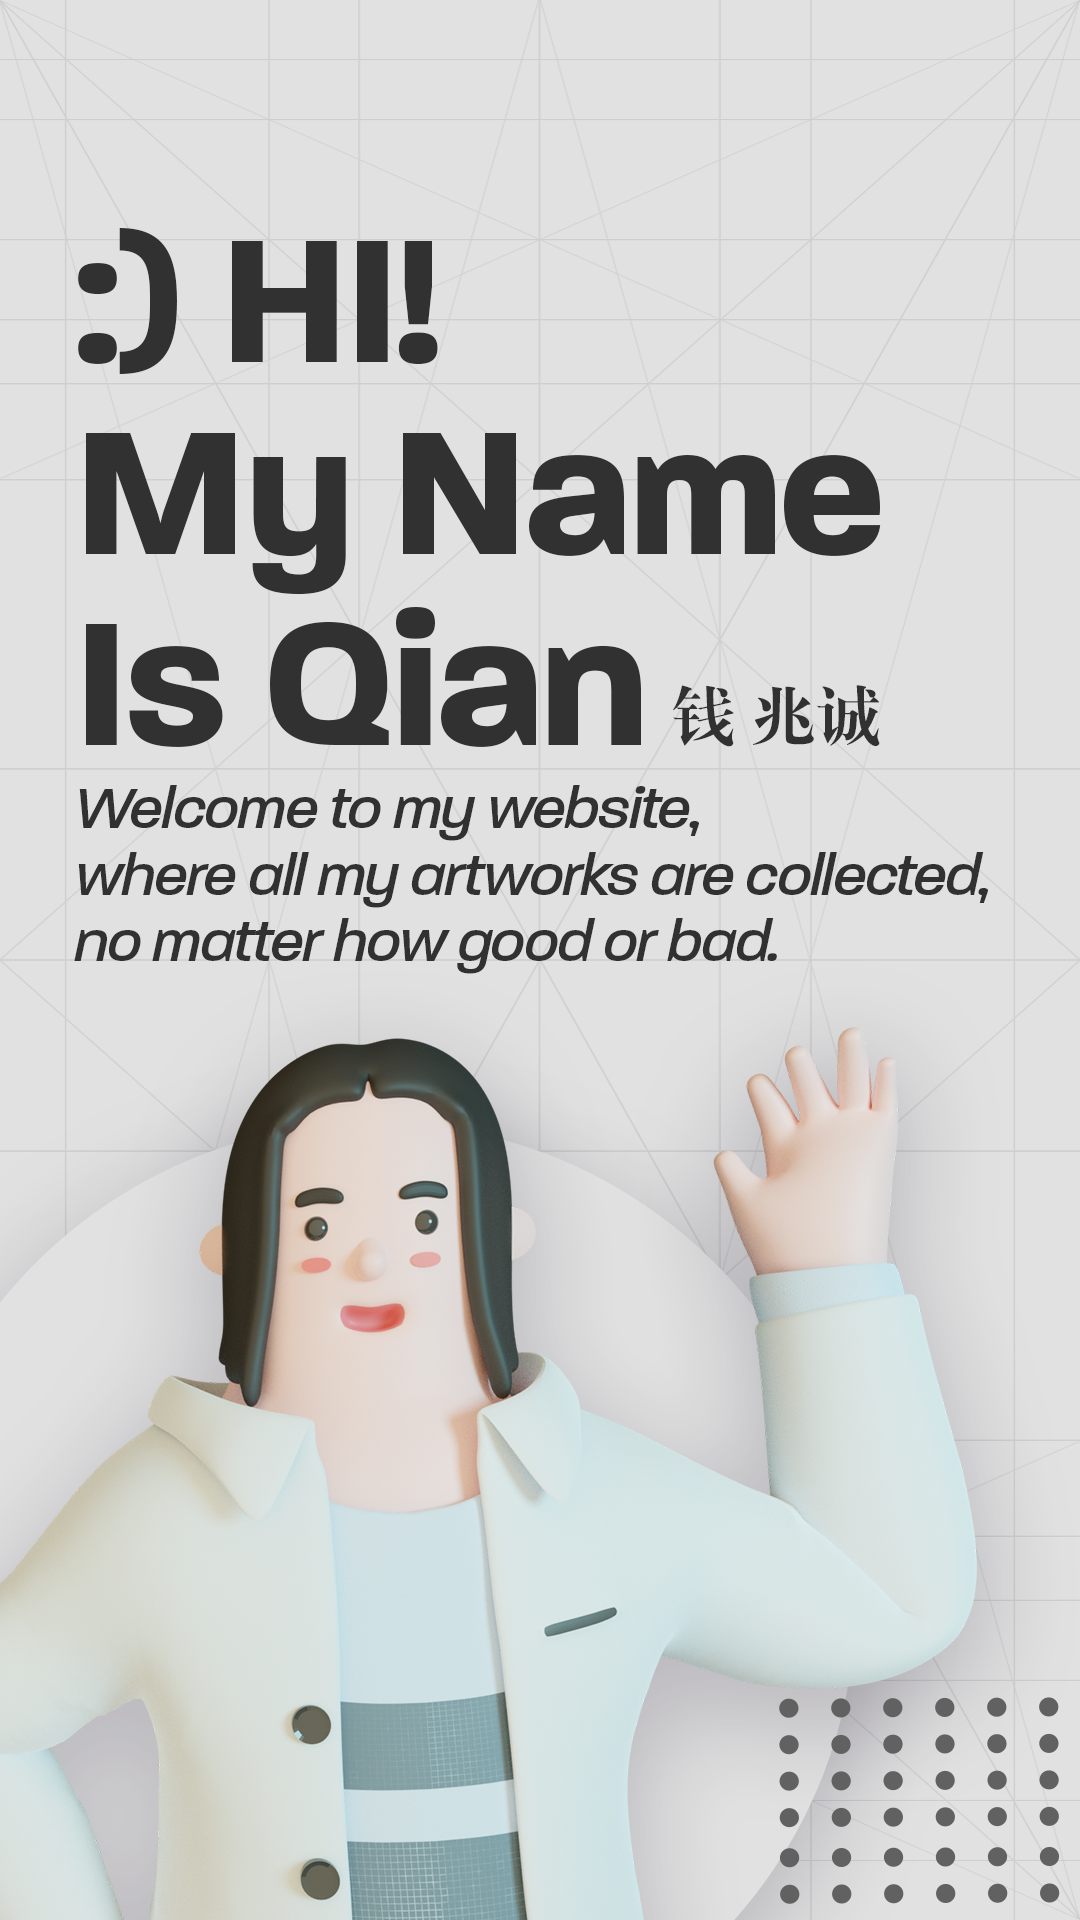 :) HI!
My Name
Is Qian 钱 兆诚
Welcome to my website,
where all my artworks are collected,
no matter how good or bad.